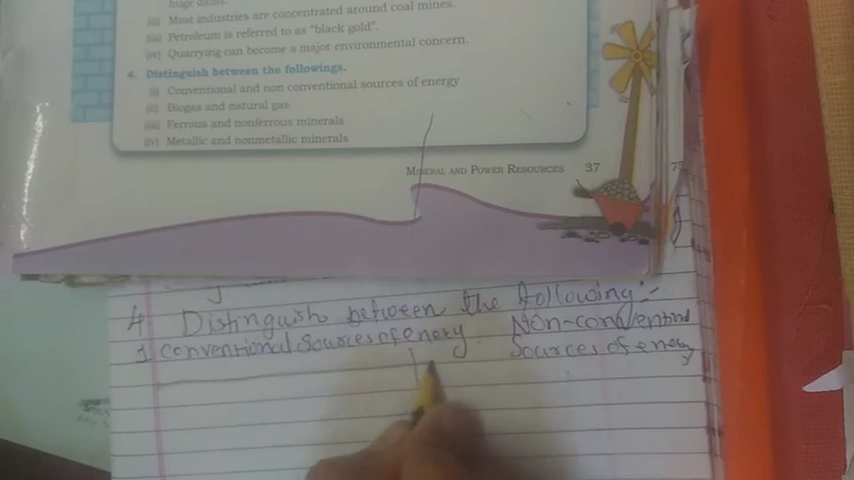 huge dams.
(ii) Most industries are concentrated around coal mines.
(iii) Petroleum is referred to as "black gold".
(iv) Quarrying can become a major environmental concern.
4. Distinguish between the followings.
(i) Conventional and non conventional sources of energy
(ii) Biogas and natural gas
(iii) Ferrous and nonferrous minerals
(iv) Metallic and nonmetallic minerals
MINERAL AND POWER RESOURCES 37
4 Distinguish between the following:-
1 Conventional Sources of enery Non-conventinal
Sources of energy